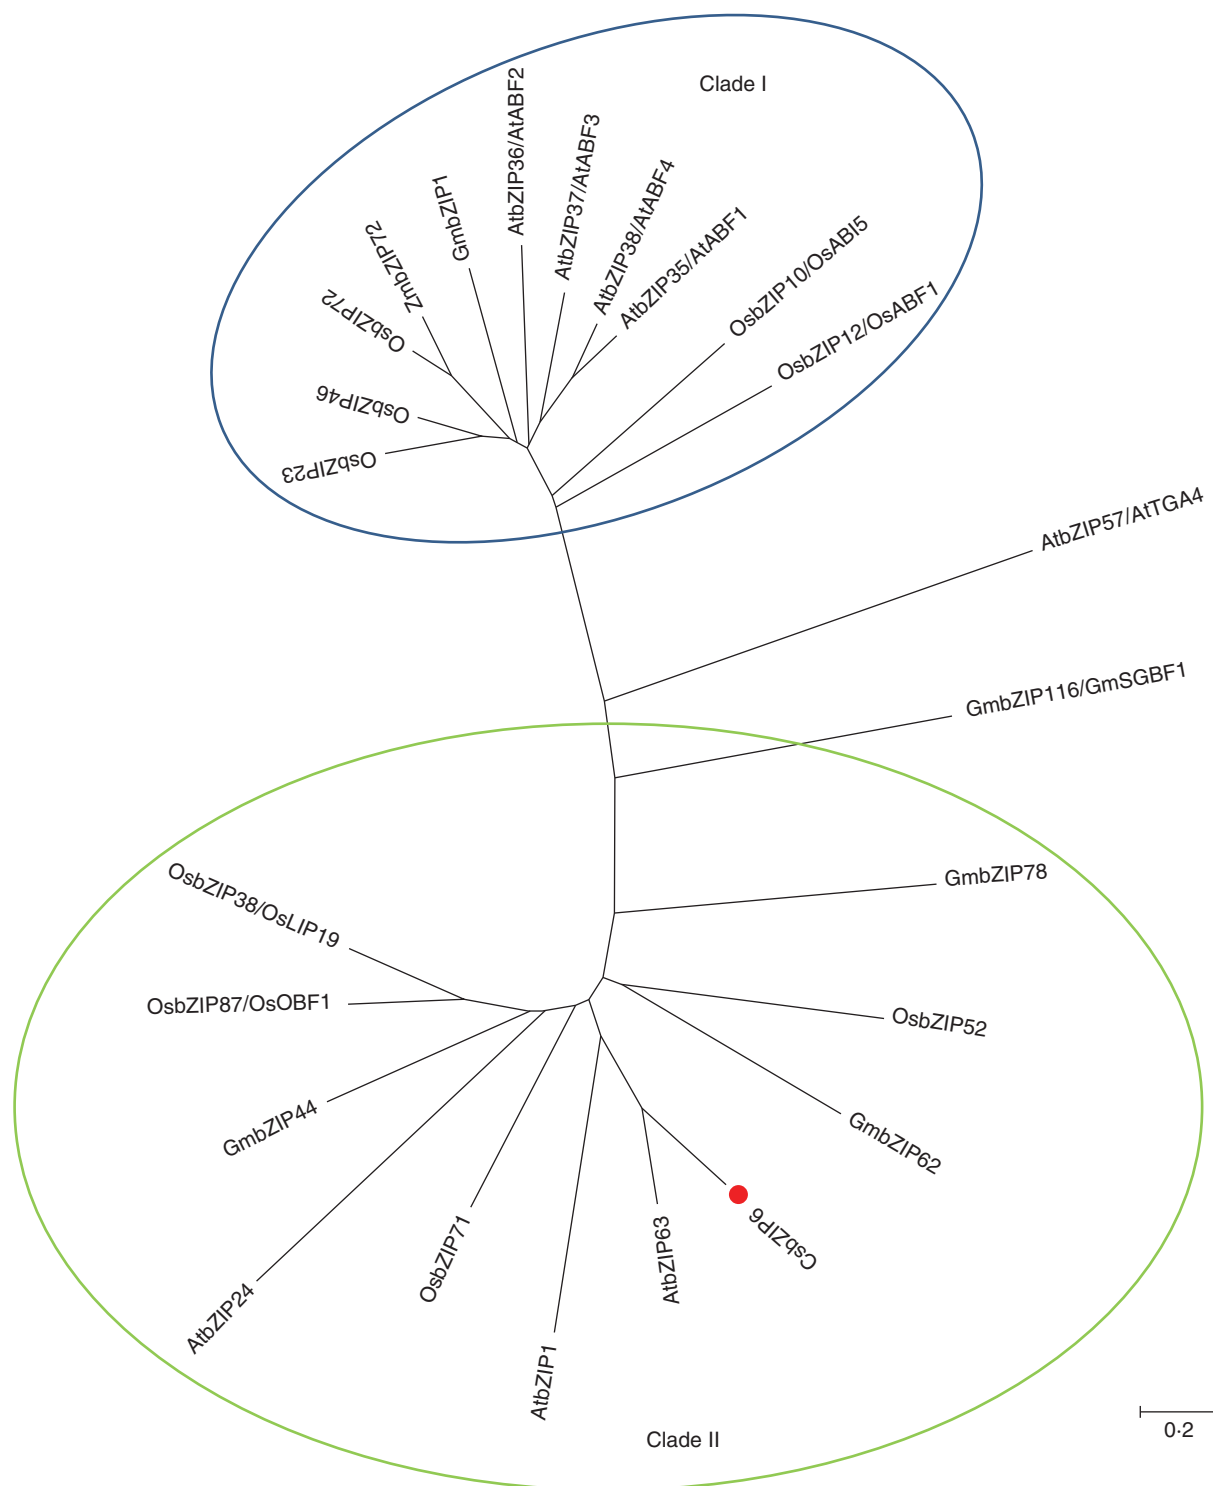 Clade I
AtbZIP36/AtABF2
AtbZIP37/AtABF3
AtbZIP38/AtABF4
AtbZIP35/AtABF1
GmbZIP1
ZmbZIP72
OsbZIP72
OsbZIP46
OsbZIP23
OsbZIP10/OsABI5
OsbZIP12/OsABF1
AtbZIP57/AtTGA4
GmbZIP116/GmSGBF1
GmbZIP78
OsbZIP38/OsLIP19
OsbZIP87/OsOBF1
OsbZIP52
GmbZIP44
GmbZIP62
CsbZIP6
AtbZIP63
OsbZIP71
AtbZIP24
AtbZIP1
Clade II
0·2